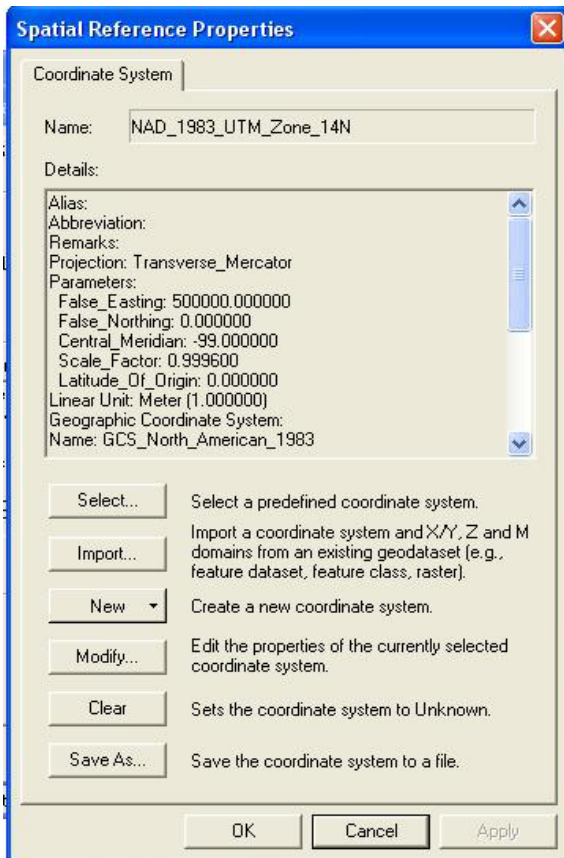 Spatial Reference Properties
Coordinate System
Name: NAD_1983_UTM_Zone_14N
Details:
Alias:
Abbreviation:
Remarks:
Projection: Transverse_Mercator
Parameters:
False_Easting: 500000.000000
False_Northing: 0.000000
Central_Meridian: -99.000000
Scale_Factor: 0.999600
Latitude_Of_Origin: 0.000000
Linear Unit: Meter (1.000000)
Geographic Coordinate System:
Name: GCS_North_American_1983
Select... Select a predefined coordinate system.
Import a coordinate system and X/Y, Z and M
Import... domains from an existing geodataset (e.g.,
feature dataset, feature class, raster).
New Create a new coordinate system.
Edit the properties of the currently selected
Modify... coordinate system.
Clear Sets the coordinate system to Unknown.
Save As... Save the coordinate system to a file.
OK Cancel Apply